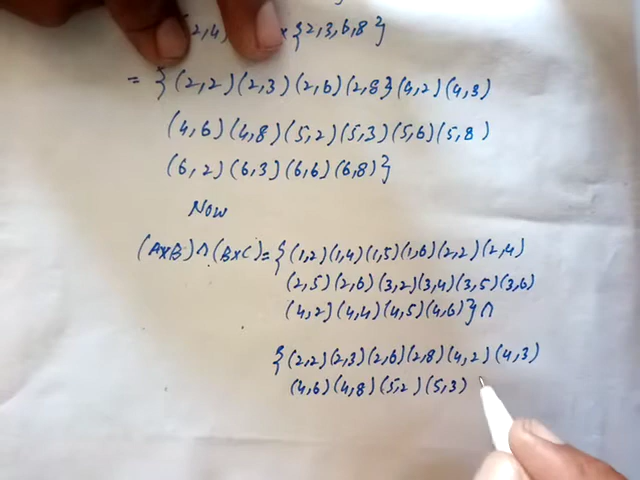 2,4) × {2,3,6,8}
= {(2,2)(2,3)(2,6)(2,8)(4,2)(4,3)
(4,6)(4,8)(5,2)(5,3)(5,6)(5,8)
(6,2)(6,3)(6,6)(6,8)}
Now
(A×B)∩(B×C)={(1,2)(1,4)(1,5)(1,6)(2,2)(2,4)
(2,5)(2,6)(3,2)(3,4)(3,5)(3,6)
(4,2)(4,4)(4,5)(4,6)}∩
{(2,2)(2,3)(2,6)(2,8)(4,2)(4,3)
(4,6)(4,8)(5,2)(5,3)